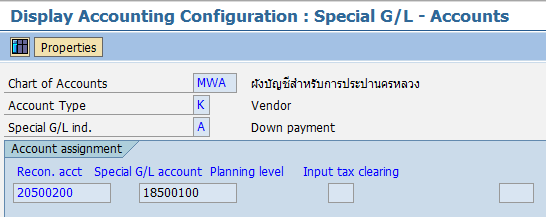 Display Accounting Configuration : Special G/L - Accounts
Properties
Chart of Accounts MWA ผังบัญชีสำหรับการประปานครหลวง
Account Type K Vendor
Special G/L ind. A Down payment
Account assignment
Recon. acct Special G/L account Planning level Input tax clearing
20500200 18500100